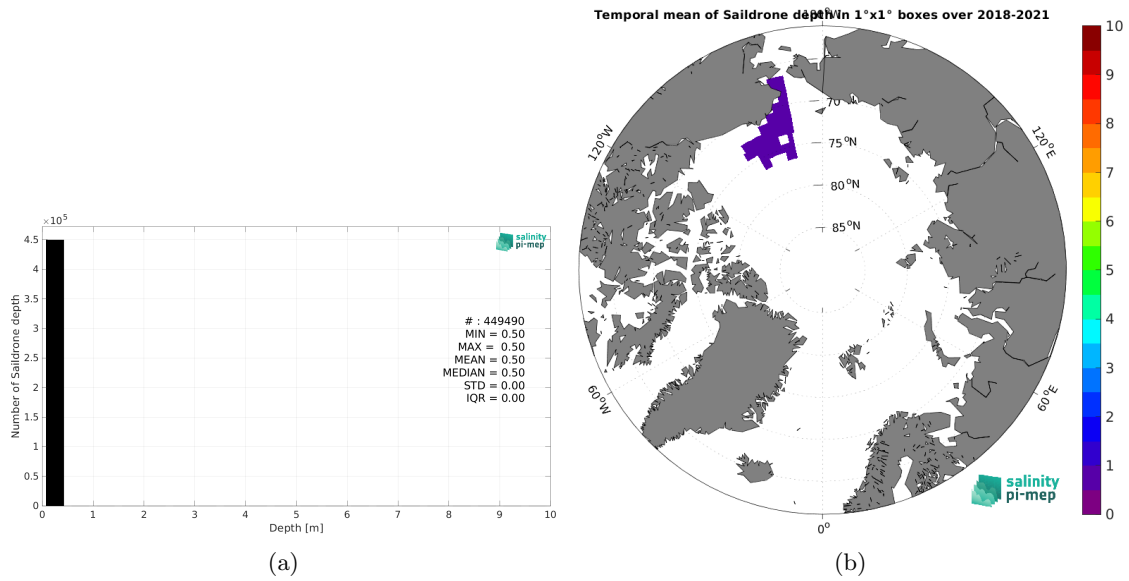 Temporal mean of Saildrone depth in 1°x1° boxes over 2018-2021
×10⁵
4.5
4
3.5
3
2.5
2
1.5
1
0.5
0
Number of Saildrone depth
salinity
pi-mep
# : 449490
MIN = 0.50
MAX = 0.50
MEAN = 0.50
MEDIAN = 0.50
STD = 0.00
IQR = 0.00
0 1 2 3 4 5 6 7 8 9 10
Depth [m]
(a)
180°W
120°W
120°E
70°N
75°N
80°N
85°N
60°W
60°E
0°
salinity
pi-mep
10
9
8
7
6
5
4
3
2
1
0
(b)